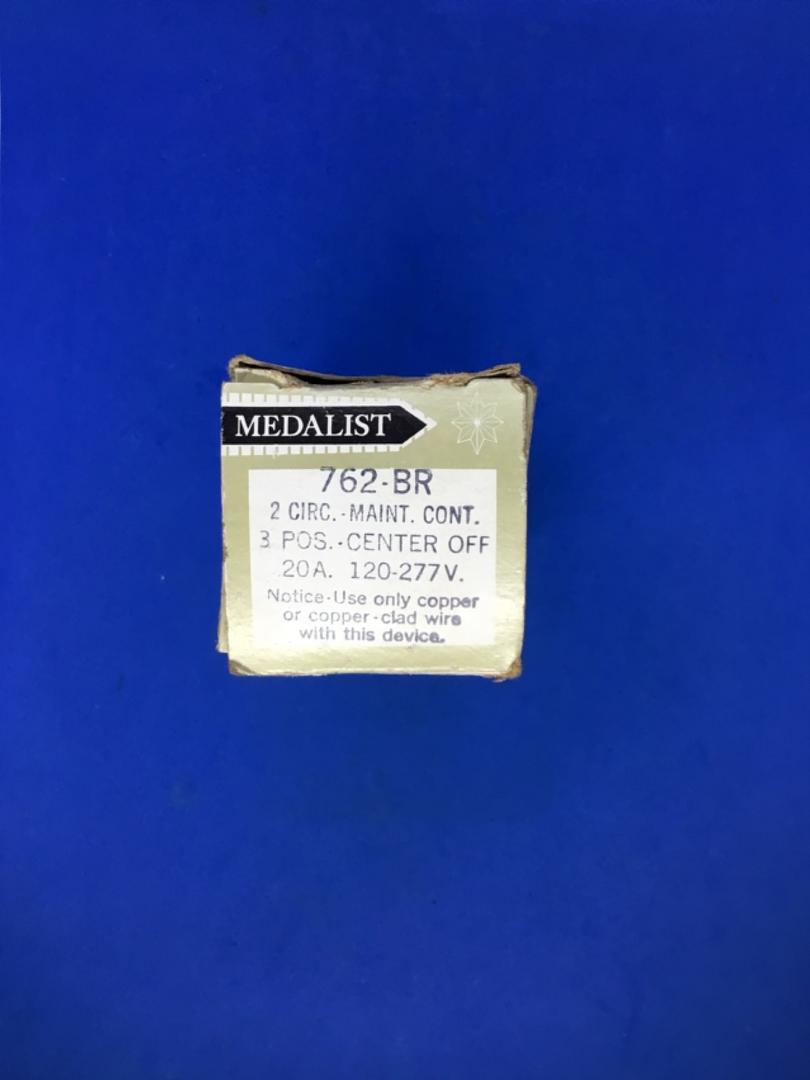 MEDALIST
762-BR
2 CIRC.-MAINT. CONT.
3 POS.-CENTER OFF
20A. 120-277V.
Notice-Use only copper
or copper-clad wire
with this device.